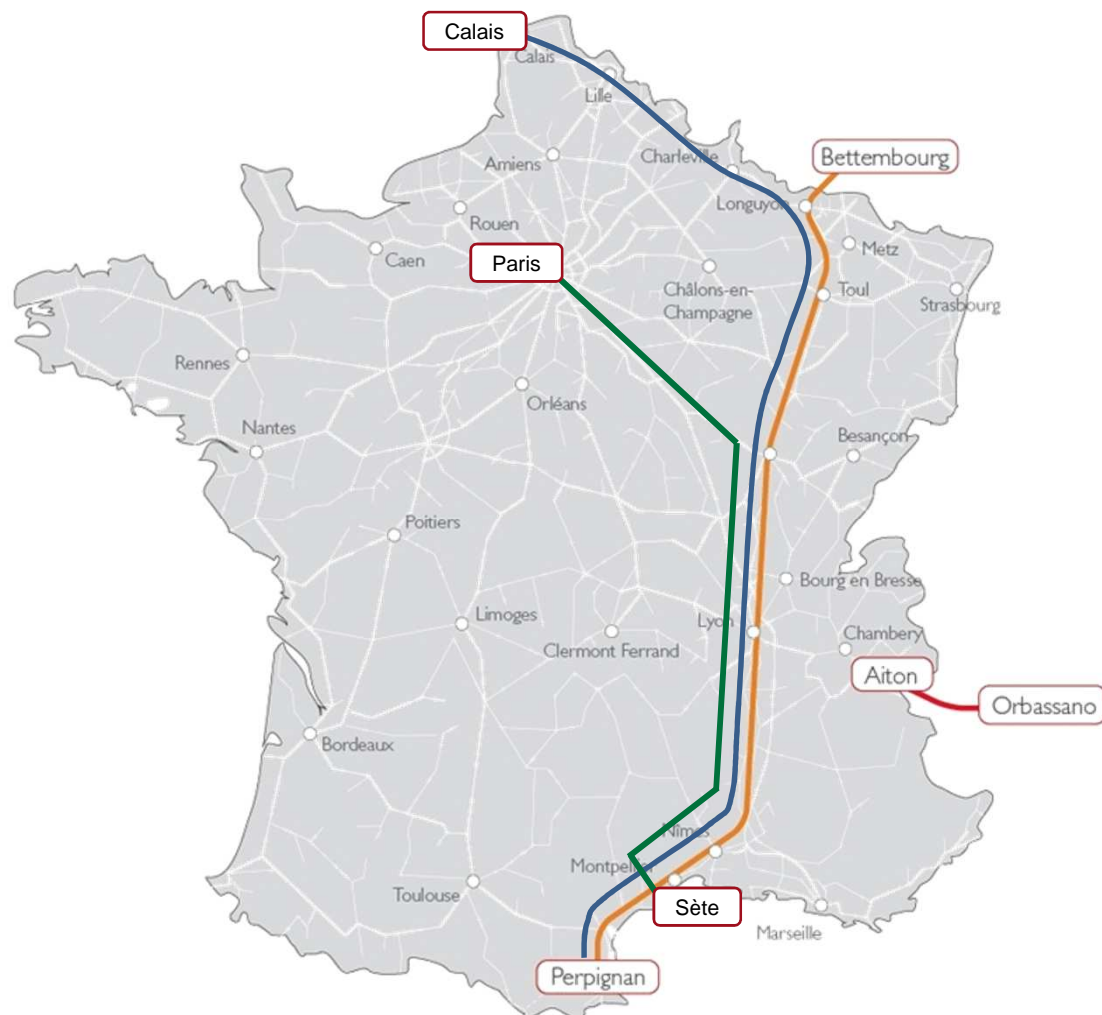 Calais
Calais
Lille
Amiens
Charleville
Bettembourg
Longuyon
Rouen
Caen
Paris
Metz
Châlons-en-
Champagne
Toul
Strasbourg
Rennes
Orléans
Nantes
Besançon
Poitiers
Bourg en Bresse
Limoges
Lyon
Clermont Ferrand
Chambery
Aiton
Orbassano
Bordeaux
Nîmes
Montpellier
Toulouse
Sète
Marseille
Perpignan